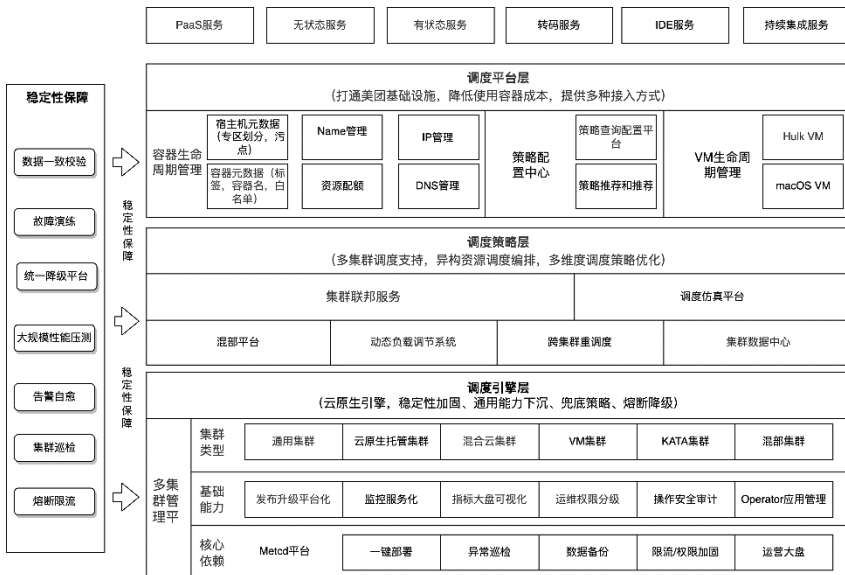 PaaS服务
无状态服务
有状态服务
转码服务
IDE服务
持续集成服务
稳定性保障
数据一致校验
故障演练
统一降级平台
大规模性能压测
告警自愈
集群巡检
熔断限流
稳定性保障
稳定性保障
调度平台层
(打通美团基础设施，降低使用容器成本，提供多种接入方式)
容器生命
周期管理
宿主机元数据
(专区划分，污
点)
Name管理
IP管理
容器元数据（标
签，容器名，白
名单）
资源配额
DNS管理
策略配
置中心
策略查询配置平
台
策略推荐和推荐
VM生命周
期管理
Hulk VM
macOS VM
调度策略层
(多集群调度支持，异构资源调度编排，多维度调度策略优化)
集群联邦服务
调度仿真平台
混部平台
动态负载调节系统
跨集群重调度
集群数据中心
调度引擎层
(云原生引擎，稳定性加固、通用能力下沉、兜底策略、熔断降级)
多集
群管
理平
集群
类型
通用集群
云原生托管集群
混合云集群
VM集群
KATA集群
混部集群
基础
能力
发布升级平台化
监控服务化
指标大盘可视化
运维权限分级
操作安全审计
Operator应用管理
核心
依赖
Metcd平台
一键部署
异常巡检
数据备份
限流/权限加固
运营大盘